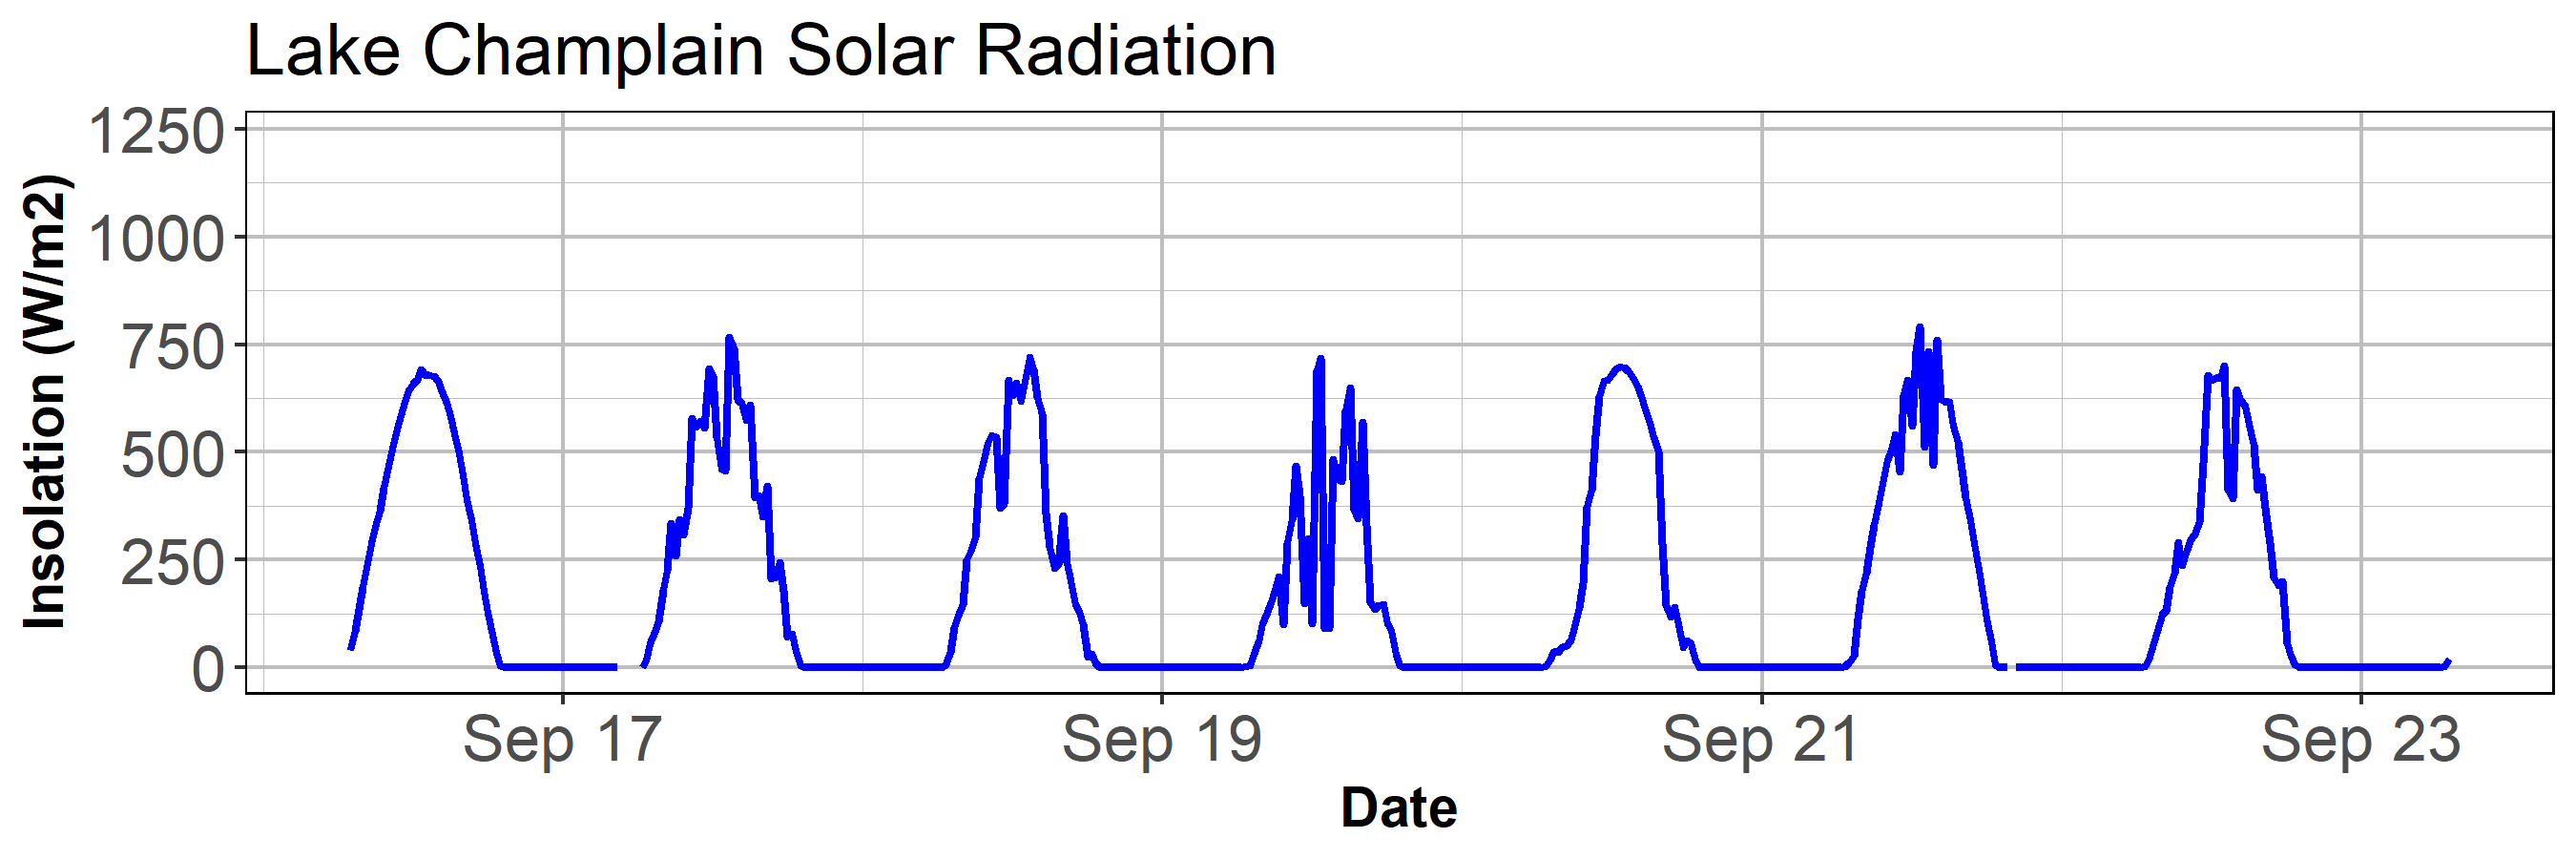 Lake Champlain Solar Radiation
Insolation (W/m2)
1250
1000
750
500
250
0
Sep 17
Sep 19
Sep 21
Sep 23
Date